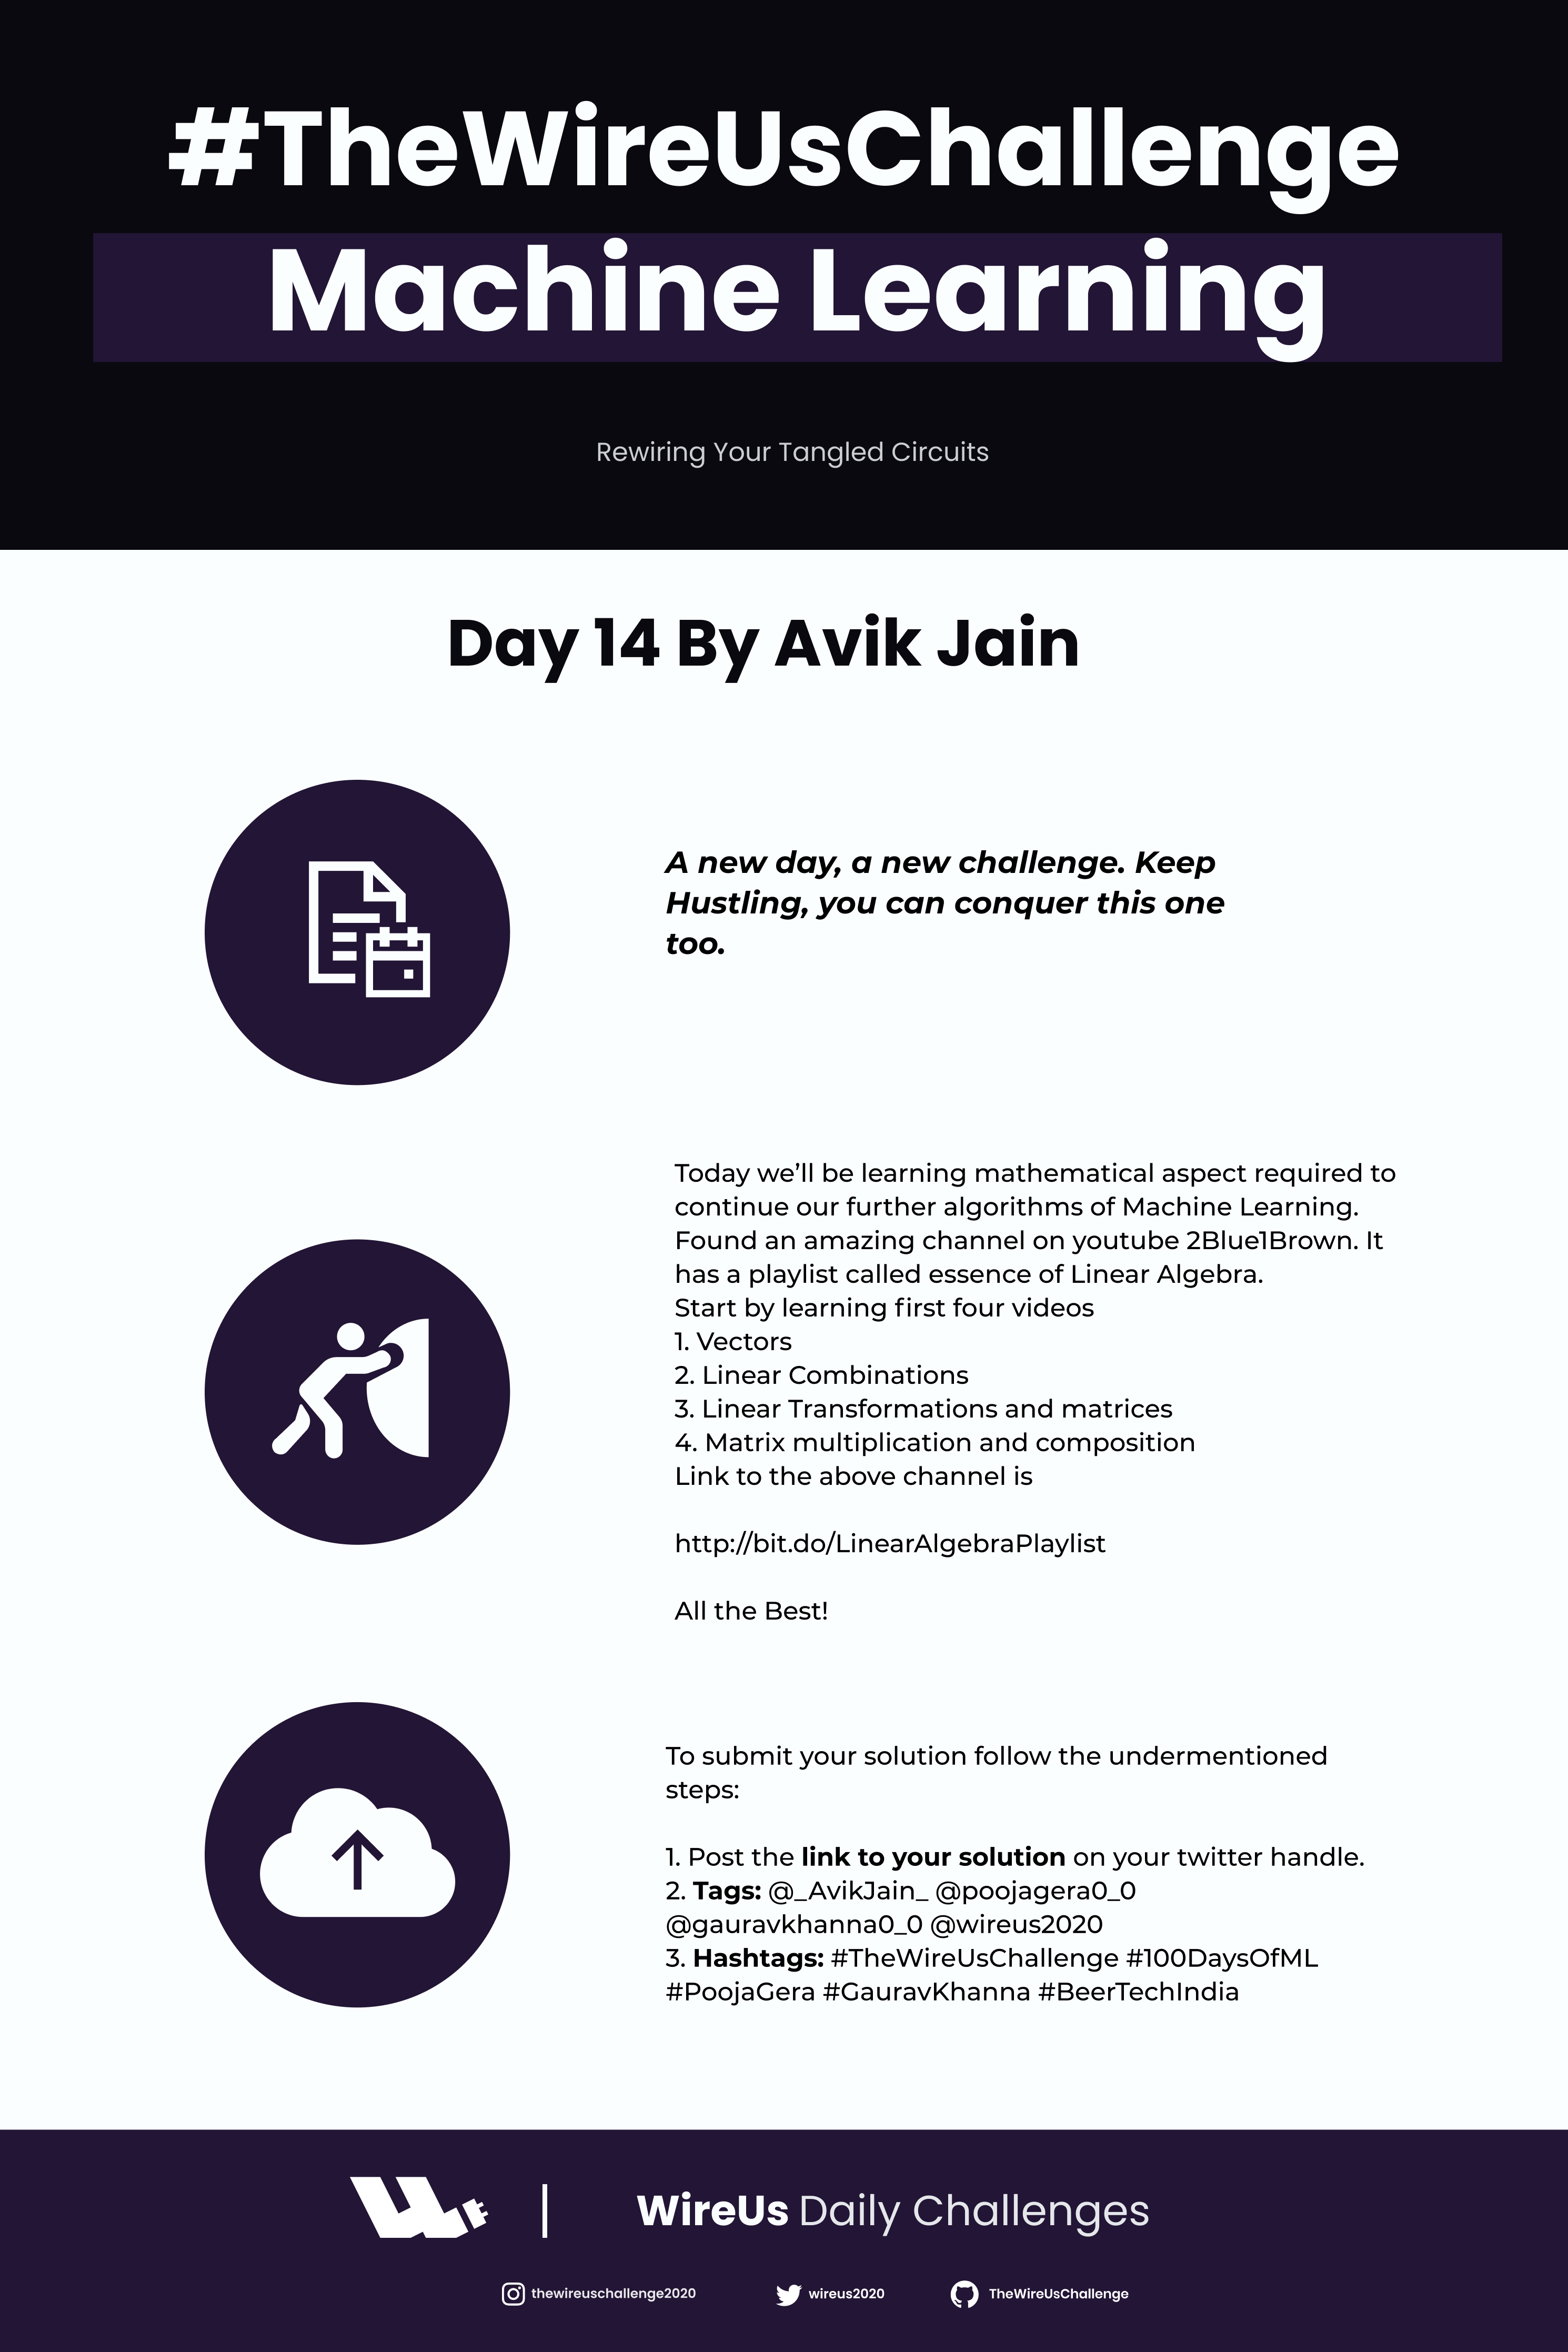 #TheWireUsChallenge
Machine Learning
Rewiring Your Tangled Circuits
Day 14 By Avik Jain
A new day, a new challenge. Keep
Hustling, you can conquer this one
too.
Today we’ll be learning mathematical aspect required to
continue our further algorithms of Machine Learning.
Found an amazing channel on youtube 2Blue1Brown. It
has a playlist called essence of Linear Algebra.
Start by learning first four videos
1. Vectors
2. Linear Combinations
3. Linear Transformations and matrices
4. Matrix multiplication and composition
Link to the above channel is
http://bit.do/LinearAlgebraPlaylist
All the Best!
To submit your solution follow the undermentioned
steps:
1. Post the link to your solution on your twitter handle.
2. Tags: @_AvikJain_ @poojagera0_0
@gauravkhanna0_0 @wireus2020
3. Hashtags: #TheWireUsChallenge #100DaysOfML
#PoojaGera #GauravKhanna #BeerTechIndia
WireUs Daily Challenges
thewireuschallenge2020 wireus2020 TheWireUsChallenge